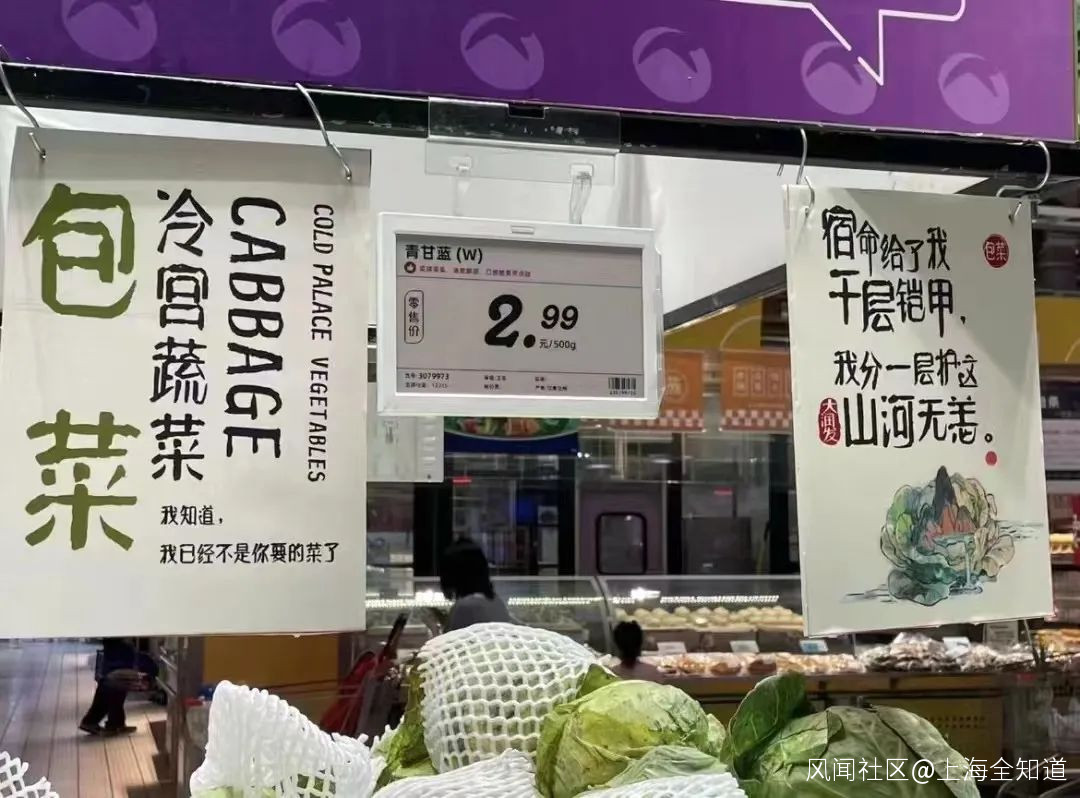 包菜
冷宫蔬菜
CABBAGE
COLD PALACE VEGETABLES
我知道，
我已经不是你要的菜了
青甘蓝 (W)
零售价
2.99
元/500g
3079973
宿命给了我
千层铠甲，
我分一层护这
山河无恙。
包菜
大润发
风闻社区@上海全知道